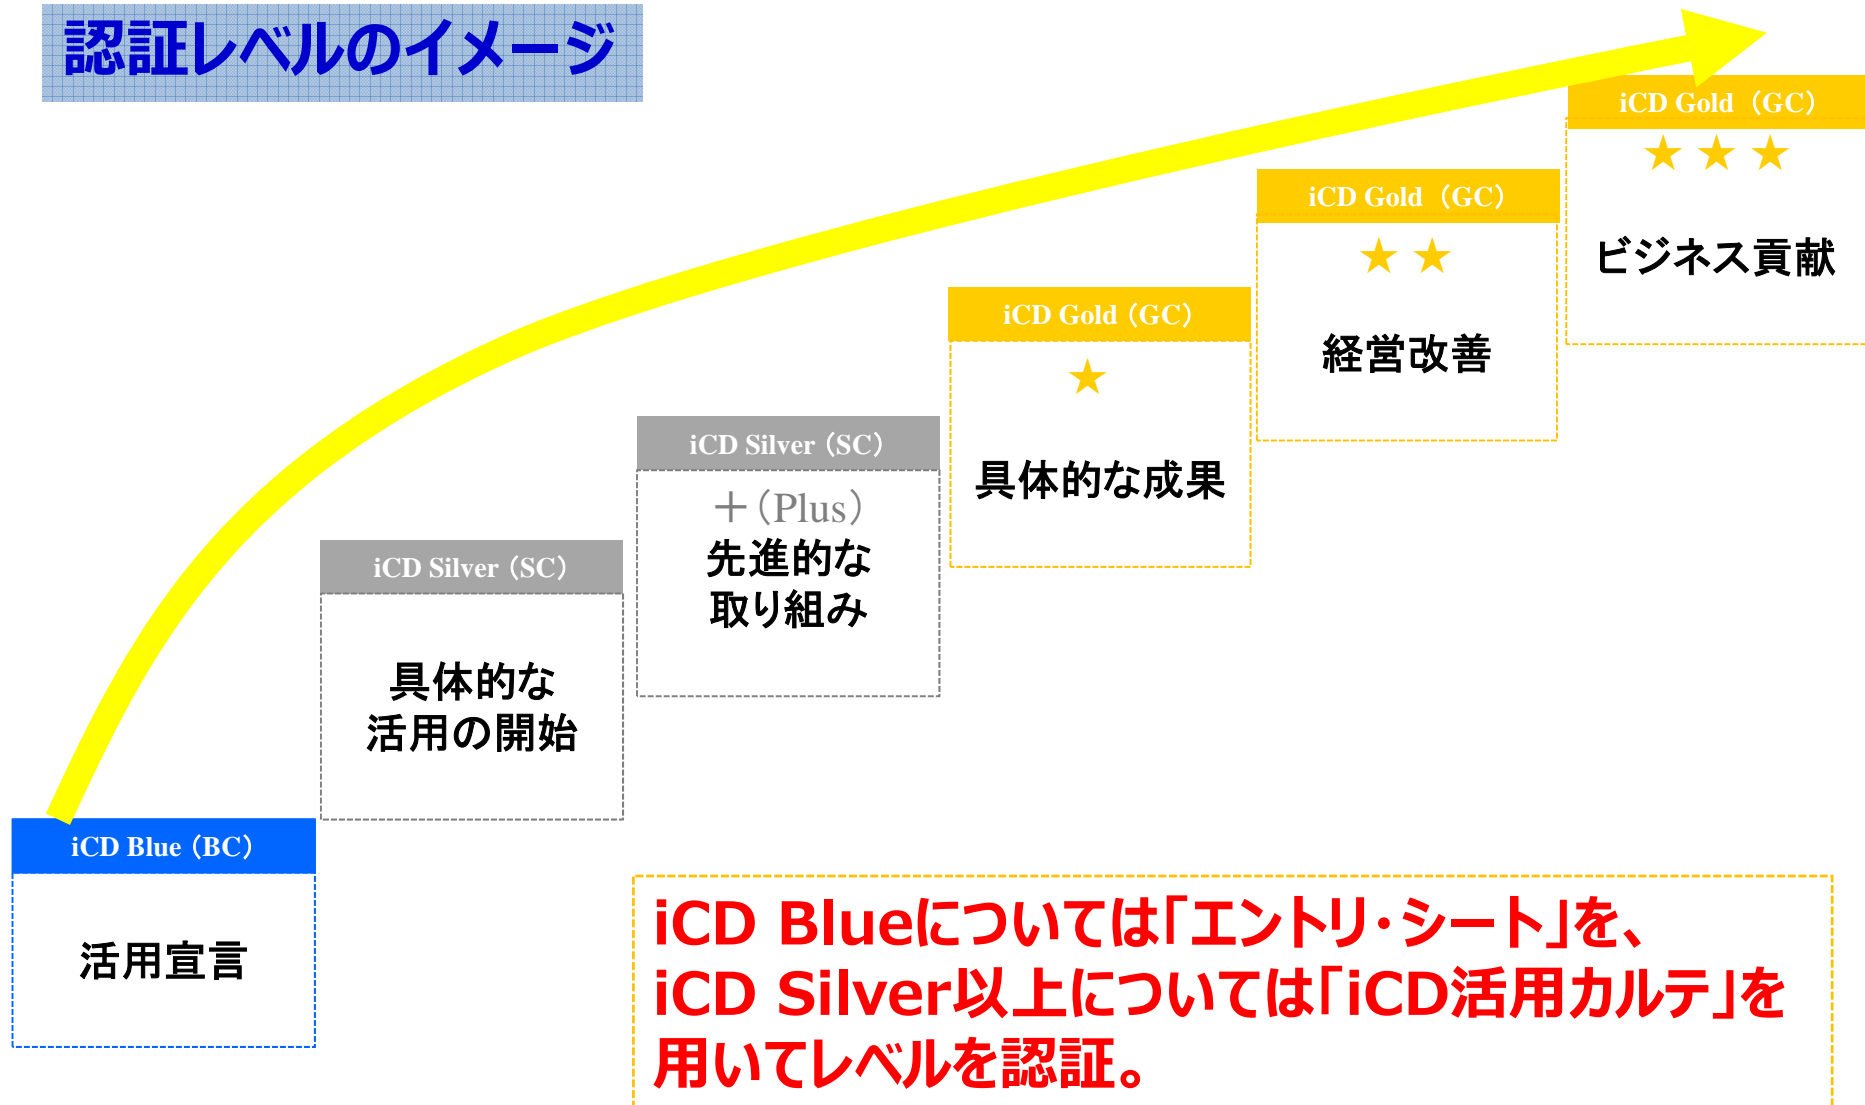 認証レベルのイメージ
iCD Gold（GC）
★ ★ ★
ビジネス貢献
iCD Gold（GC）
★ ★
経営改善
iCD Gold（GC）
★
具体的な成果
iCD Silver（SC）
＋（Plus）
先進的な
取り組み
iCD Silver（SC）
具体的な
活用の開始
iCD Blue（BC）
活用宣言
iCD Blueについては「エントリ・シート」を、
iCD Silver以上については「iCD活用カルテ」を
用いてレベルを認証。